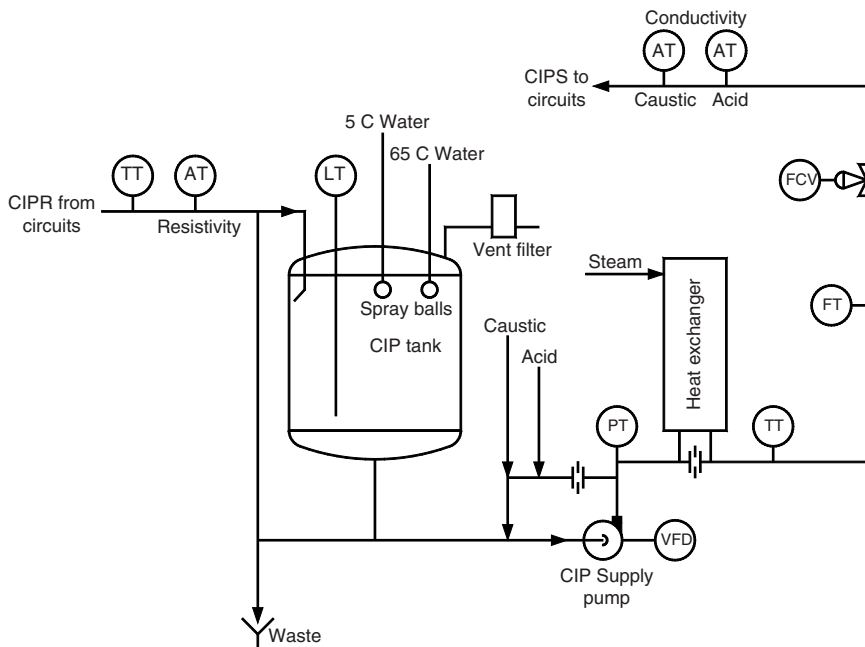 Conductivity
AT
AT
CIPS to
circuits
Caustic
Acid
5 C Water
65 C Water
TT
AT
LT
FCV
CIPR from
circuits
Resistivity
Vent filter
Steam
Spray balls
FT
Caustic
CIP tank
Acid
Heat exchanger
PT
TT
VFD
CIP Supply
pump
Waste